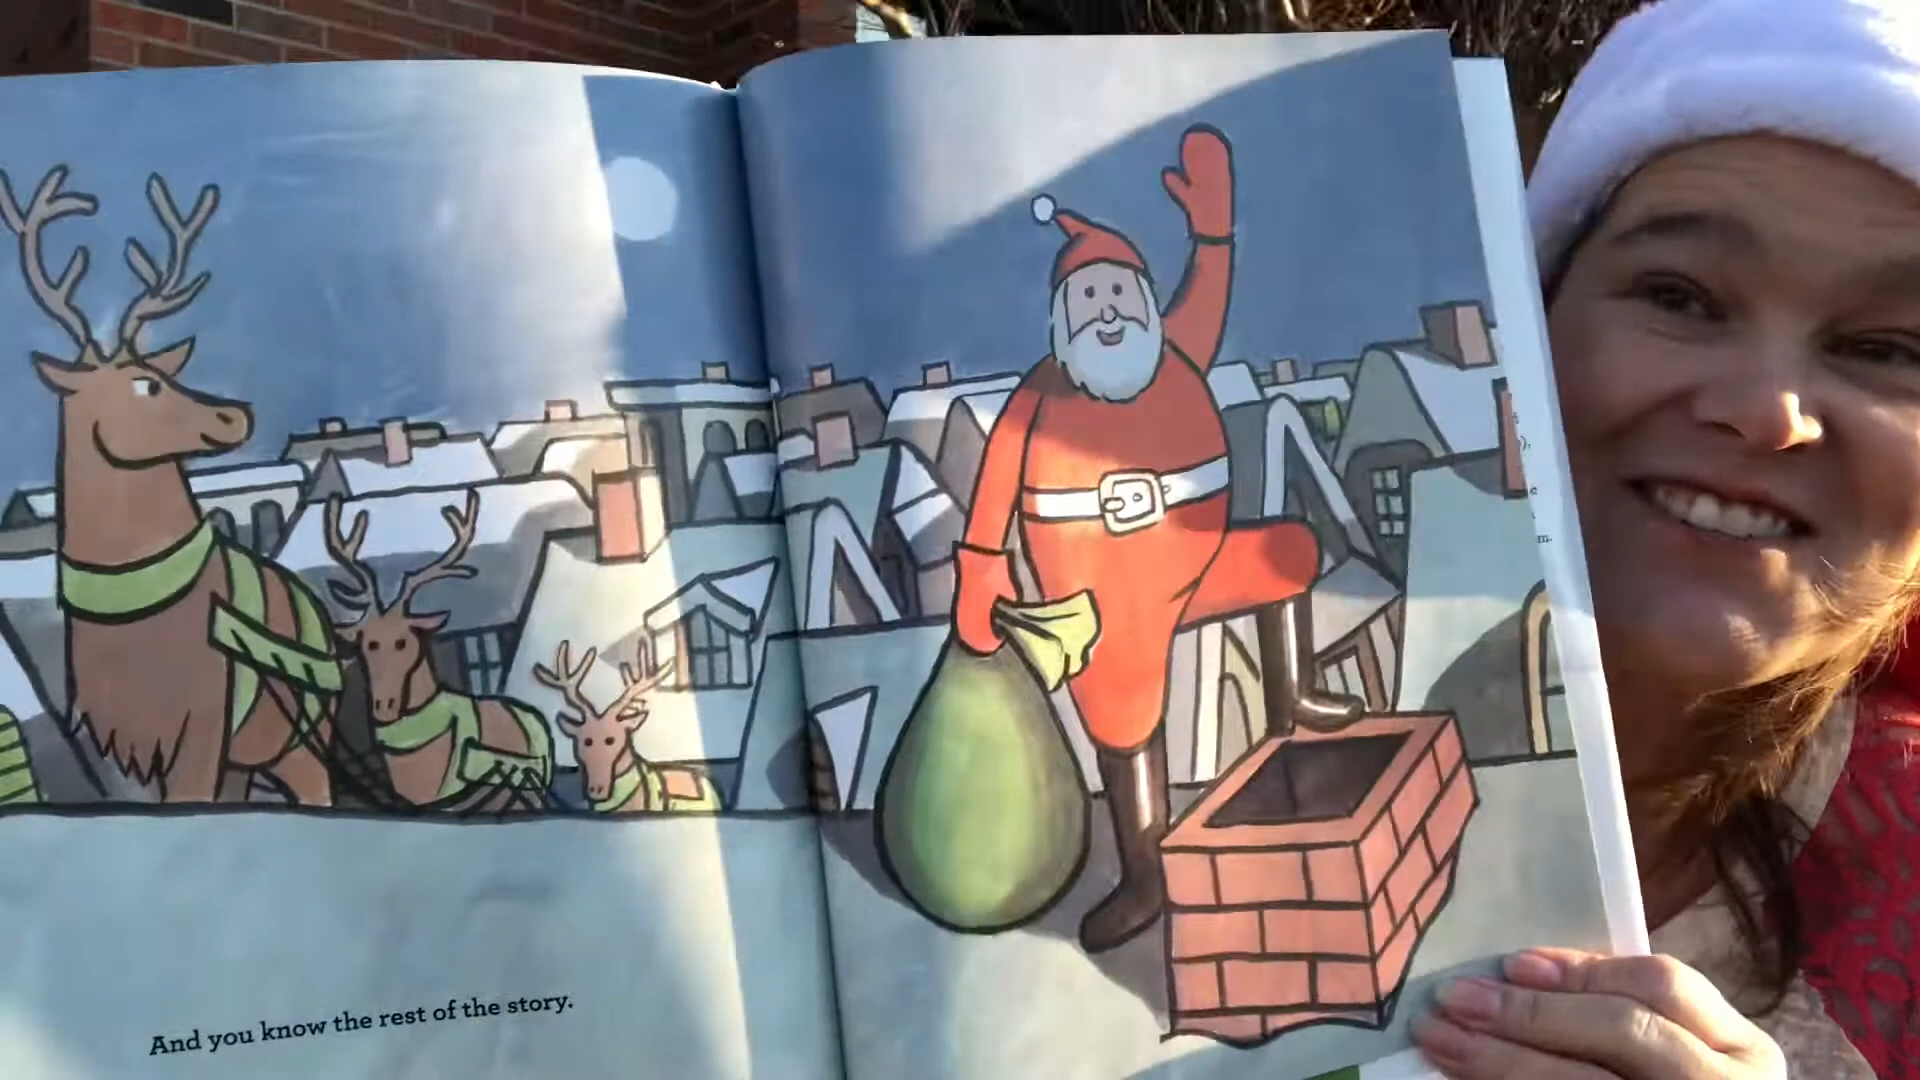 And you know the rest of the story.